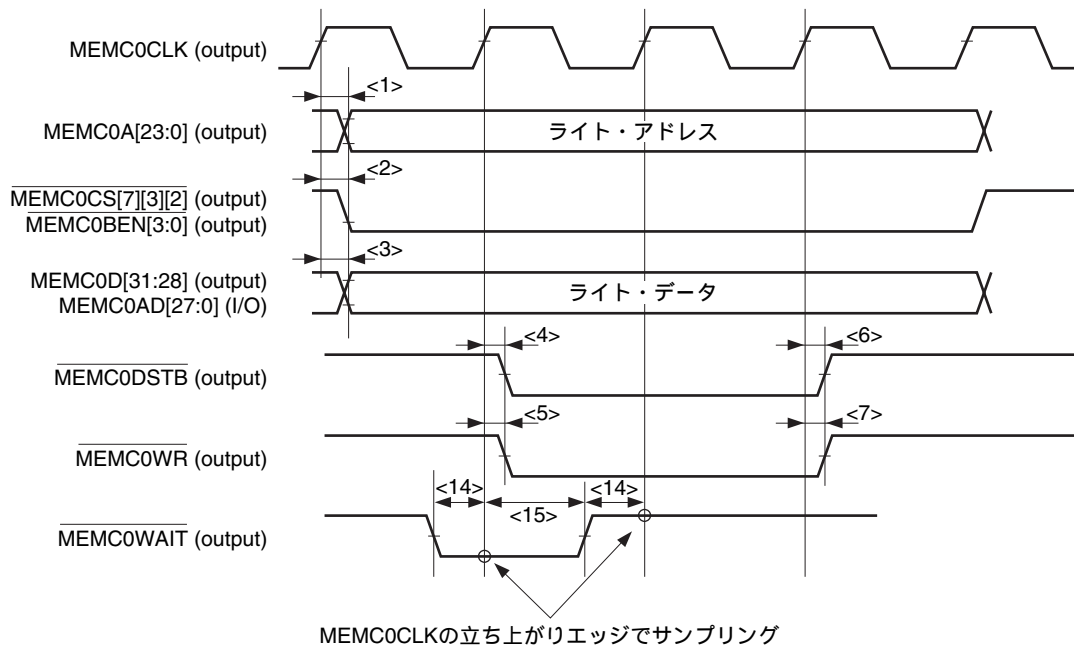 MEMC0CLK (output)
<1>
MEMC0A[23:0] (output)
ライト・アドレス
<2>
MEMC0CS[7][3][2] (output)
MEMC0BEN[3:0] (output)
<3>
MEMC0D[31:28] (output)
MEMC0AD[27:0] (I/O)
ライト・データ
<4>
<6>
MEMC0DSTB (output)
<5>
<7>
MEMC0WR (output)
<14>
<14>
<15>
MEMC0WAIT (output)
MEMC0CLKの立ち上がりエッジでサンプリング